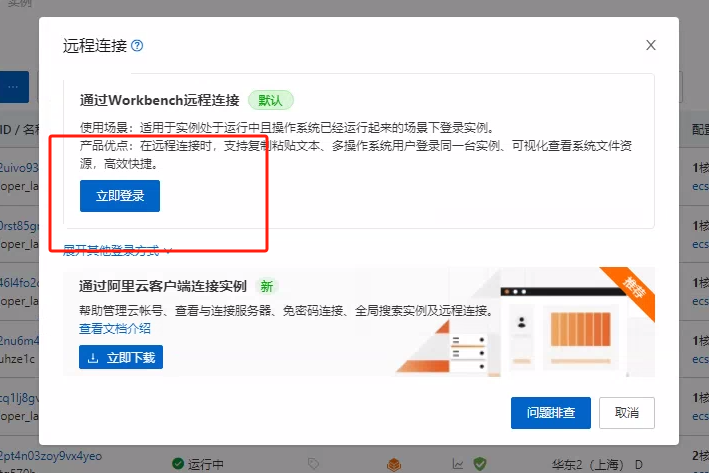 实例
远程连接
...
ID / 名称
配置
通过Workbench远程连接 默认
使用场景：适用于实例处于运行中且操作系统已经运行起来的场景下登录实例。
产品优点：在远程连接时，支持复制粘贴文本、多操作系统用户登录同一台实例、可视化查看系统文件资
源，高效快捷。
立即登录
展开其他登录方式
通过阿里云客户端连接实例 新
帮助管理云帐号、查看与连接服务器、免密码连接、全局搜索实例及远程连接。
查看文档介绍
立即下载
推荐
问题排查
取消
2uivo93
oper_la
1核
ecs
0rst85gr
oper_la
1核
ecs
46l4fo2c
oper_la
1核
ecs
2nu6m4
uhze1c
1核
ecs
cq1lj8gv
oper_la
1核
ecs
2pt4n03zoy9vx4yeo
运行中
华东2（上海） D
2核